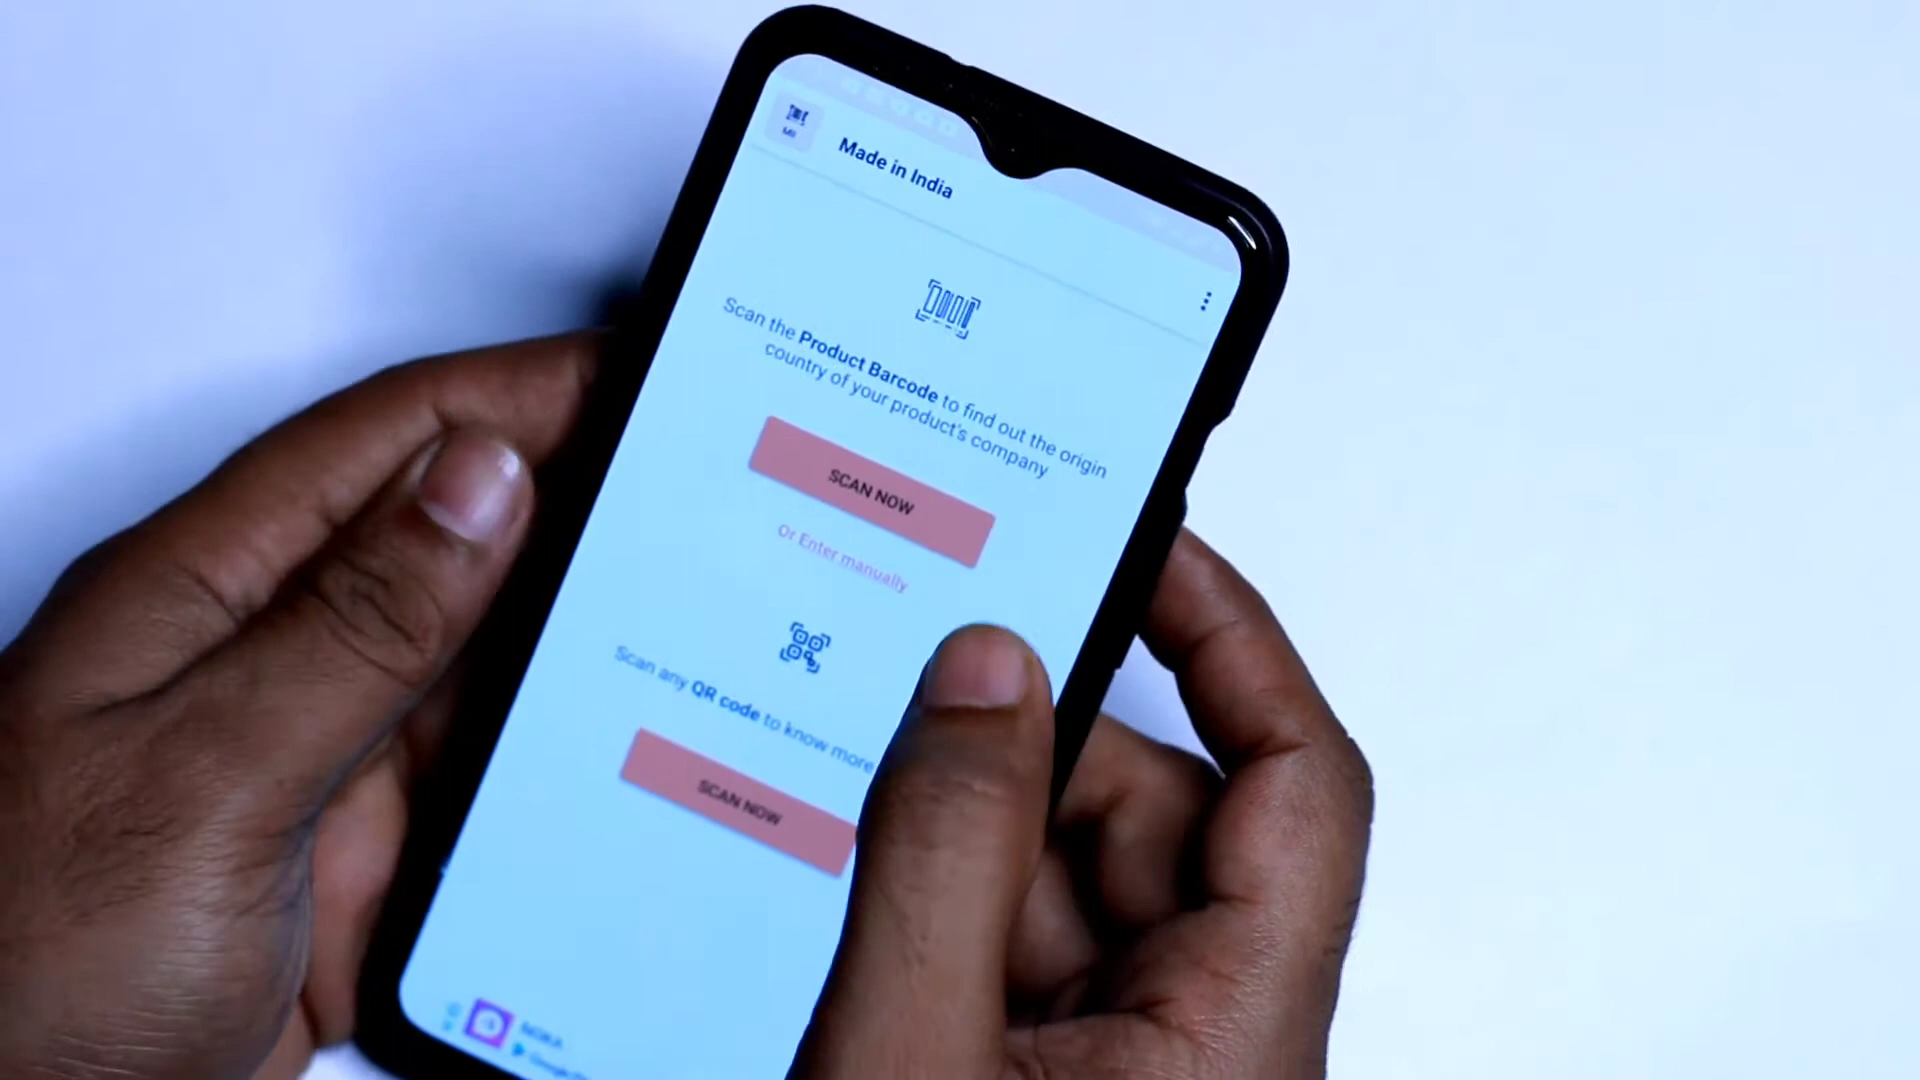 Made in India
Scan the Product Barcode to find out the origin
country of your product's company
SCAN NOW
Or Enter manually
Scan any QR code to know more
SCAN NOW